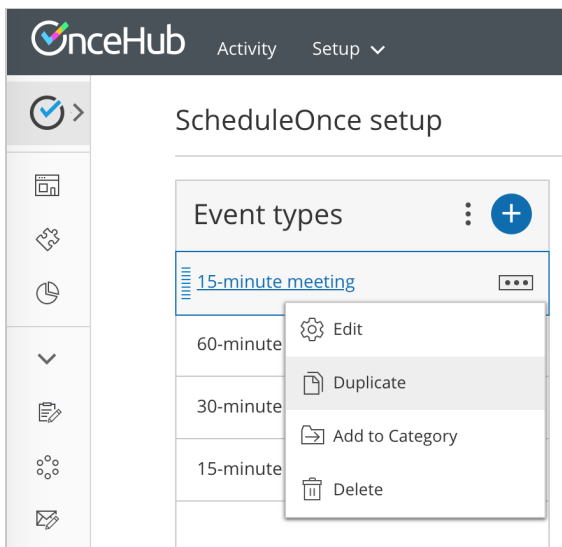 OnceHub Activity Setup
ScheduleOnce setup
Event types
15-minute meeting
60-minute
Edit
Duplicate
30-minute
Add to Category
15-minute
Delete